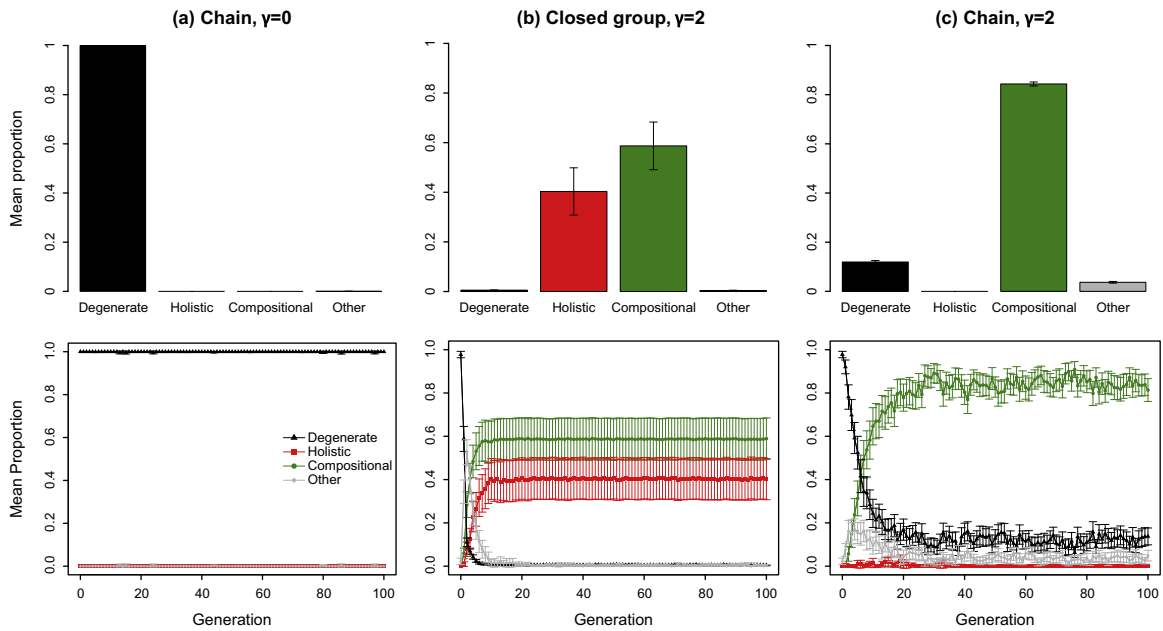 (a) Chain, γ=0
(b) Closed group, γ=2
(c) Chain, γ=2
Mean proportion
1
0.8
0.6
0.4
0.2
0
Degenerate Holistic Compositional Other
1
0.8
0.6
0.4
0.2
0
Degenerate Holistic Compositional Other
1
0.8
0.6
0.4
0.2
0
Degenerate Holistic Compositional Other
Mean Proportion
1.0
0.8
0.6
0.4
0.2
0.0
Degenerate
Holistic
Compositional
Other
0 20 40 60 80 100
Generation
1.0
0.8
0.6
0.4
0.2
0.0
0 20 40 60 80 100
Generation
1.0
0.8
0.6
0.4
0.2
0.0
0 20 40 60 80 100
Generation